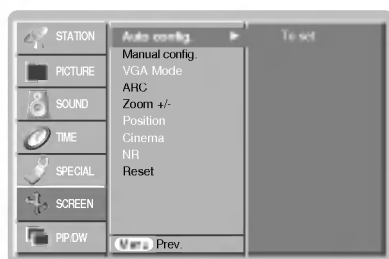 STATION
PICTURE
SOUND
TIME
SPECIAL
SCREEN
PIP/DW
Auto config.
Manual config.
VGA Mode
ARC
Zoom +/-
Position
Cinema
NR
Reset
To set
Menu Prev.